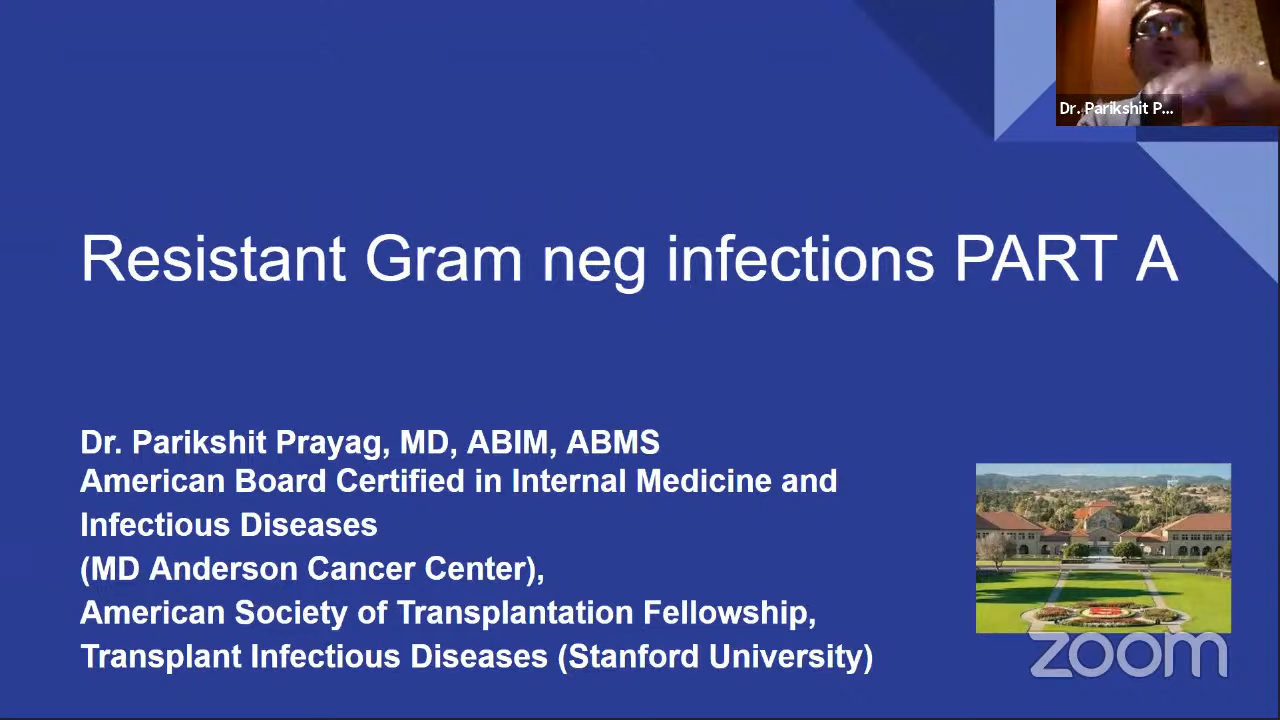 Dr. Parikshit P...
Resistant Gram neg infections PART A
Dr. Parikshit Prayag, MD, ABIM, ABMS
American Board Certified in Internal Medicine and
Infectious Diseases
(MD Anderson Cancer Center),
American Society of Transplantation Fellowship,
Transplant Infectious Diseases (Stanford University)
zoom